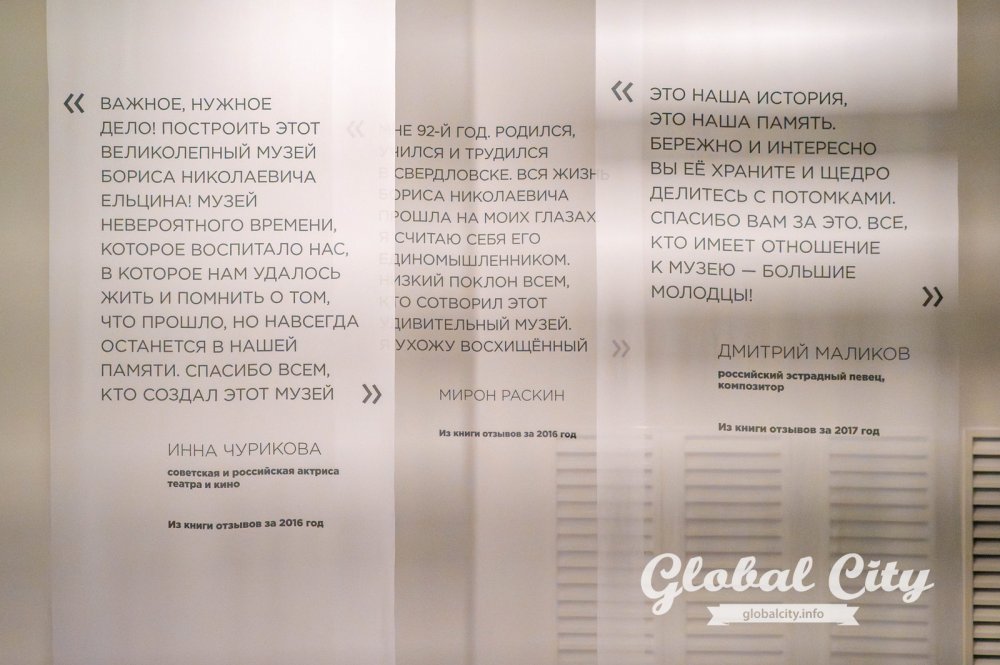 « ВАЖНОЕ, НУЖНОЕ
ДЕЛО! ПОСТРОИТЬ ЭТОТ
ВЕЛИКОЛЕПНЫЙ МУЗЕЙ
БОРИСА НИКОЛАЕВИЧА
ЕЛЬЦИНА! МУЗЕЙ
НЕВЕРОЯТНОГО ВРЕМЕНИ,
КОТОРОЕ ВОСПИТАЛО НАС,
В КОТОРОЕ НАМ УДАЛОСЬ
ЖИТЬ И ПОМНИТЬ О ТОМ,
ЧТО ПРОШЛО, НО НАВСЕГДА
ОСТАНЕТСЯ В НАШЕЙ
ПАМЯТИ. СПАСИБО ВСЕМ,
КТО СОЗДАЛ ЭТОТ МУЗЕЙ »
ИННА ЧУРИКОВА
советская и российская актриса
театра и кино
Из книги отзывов за 2016 год
« МНЕ 92-Й ГОД. РОДИЛСЯ,
УЧИЛСЯ И ТРУДИЛСЯ
В СВЕРДЛОВСКЕ. ВСЯ ЖИЗНЬ
БОРИСА НИКОЛАЕВИЧА
ПРОШЛА НА МОИХ ГЛАЗАХ
Я СЧИТАЮ СЕБЯ ЕГО
ЕДИНОМЫШЛЕННИКОМ.
НИЗКИЙ ПОКЛОН ВСЕМ,
КТО СОТВОРИЛ ЭТОТ
УДИВИТЕЛЬНЫЙ МУЗЕЙ.
Я УХОЖУ ВОСХИЩЁННЫЙ »
МИРОН РАСКИН
Из книги отзывов за 2016 год
« ЭТО НАША ИСТОРИЯ,
ЭТО НАША ПАМЯТЬ.
БЕРЕЖНО И ИНТЕРЕСНО
ВЫ ЕЁ ХРАНИТЕ И ЩЕДРО
ДЕЛИТЕСЬ С ПОТОМКАМИ.
СПАСИБО ВАМ ЗА ЭТО. ВСЕ,
КТО ИМЕЕТ ОТНОШЕНИЕ
К МУЗЕЮ — БОЛЬШИЕ
МОЛОДЦЫ! »
ДМИТРИЙ МАЛИКОВ
российский эстрадный певец,
композитор
Из книги отзывов за 2017 год
Global City
globalcity.info